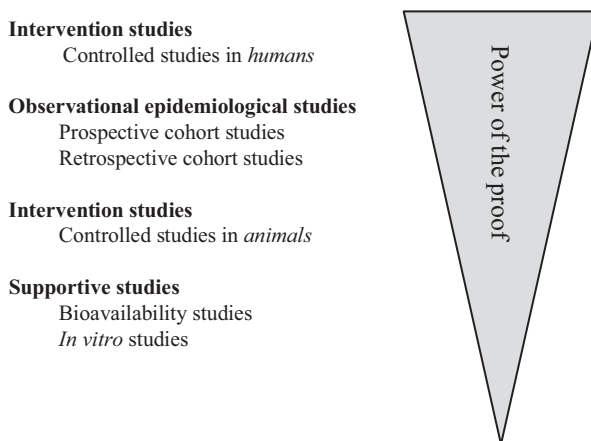 Intervention studies
Controlled studies in humans
Observational epidemiological studies
Prospective cohort studies
Retrospective cohort studies
Intervention studies
Controlled studies in animals
Supportive studies
Bioavailability studies
In vitro studies
Power of the proof